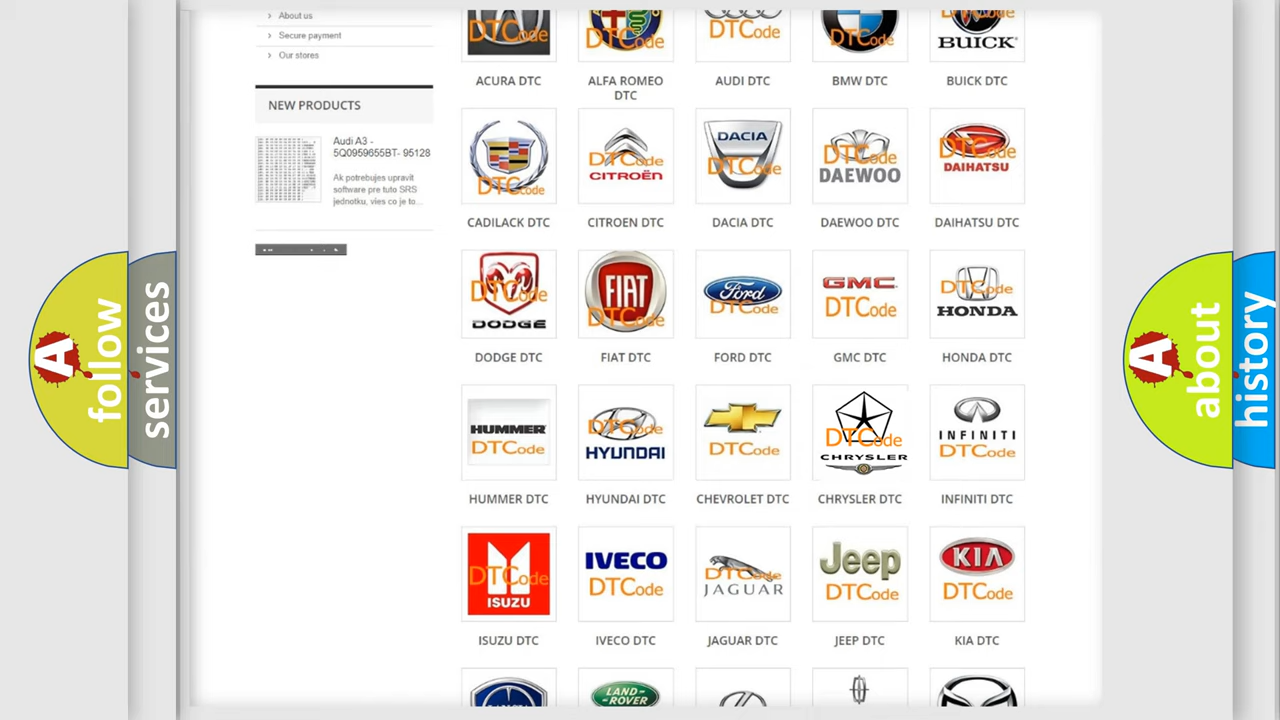 About us
Secure payment
Our stores
NEW PRODUCTS
Audi A3 -
5Q0959655BT- 95128
Ak potrebujes upravit
software pre tuto SRS
jednotku, vies co je to...
DTCode
DTCode
DTCode
DTCode
BUICK
ACURA DTC
ALFA ROMEO
DTC
AUDI DTC
BMW DTC
BUICK DTC
DTCode
DTCode
CITROËN
DACIA
DTCode
DTCode
DAEWOO
DTCode
DAIHATSU
CADILACK DTC
CITROEN DTC
DACIA DTC
DAEWOO DTC
DAIHATSU DTC
DTCode
DODGE
FIAT
DTCode
Ford
DTCode
GMC
DTCode
DTCode
HONDA
DODGE DTC
FIAT DTC
FORD DTC
GMC DTC
HONDA DTC
HUMMER
DTCode
DTCode
HYUNDAI
DTCode
DTCode
CHRYSLER
INFINITI
DTCode
HUMMER DTC
HYUNDAI DTC
CHEVROLET DTC
CHRYSLER DTC
INFINITI DTC
DTCode
ISUZU
IVECO
DTCode
DTCode
JAGUAR
Jeep
DTCode
KIA
DTCode
ISUZU DTC
IVECO DTC
JAGUAR DTC
JEEP DTC
KIA DTC
LAND-
ROVER
A
follow
services
A
about
history